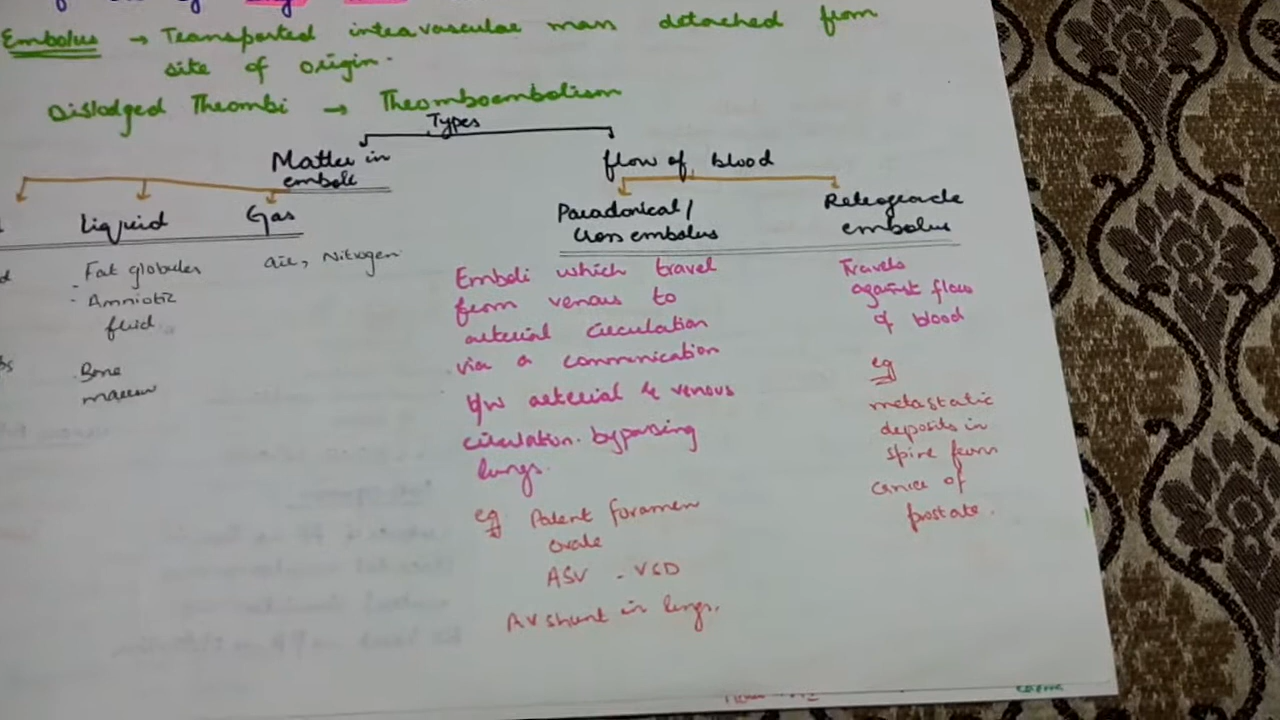 Embolus → Transported intravascular mass detached from
site of origin.
Dislodged Thrombi → Thromboembolism
Types
Matter in
emboli
flow of blood
Liquid
Gas
Paradoxical /
Cross embolus
Retrograde
embolus
- Fat globules
- Amniotic
fluid
Bone
marrow
air, Nitrogen
Emboli which travel
from venous to
arterial circulation
via a communication
b/w arterial & venous
circulation. bypassing
lungs.
eg Patent foramen
ovale
ASV - VSD
AV shunt in lungs.
Travels
against flow
of blood
eg
metastatic
deposits in
spine from
cancer of
prostate.